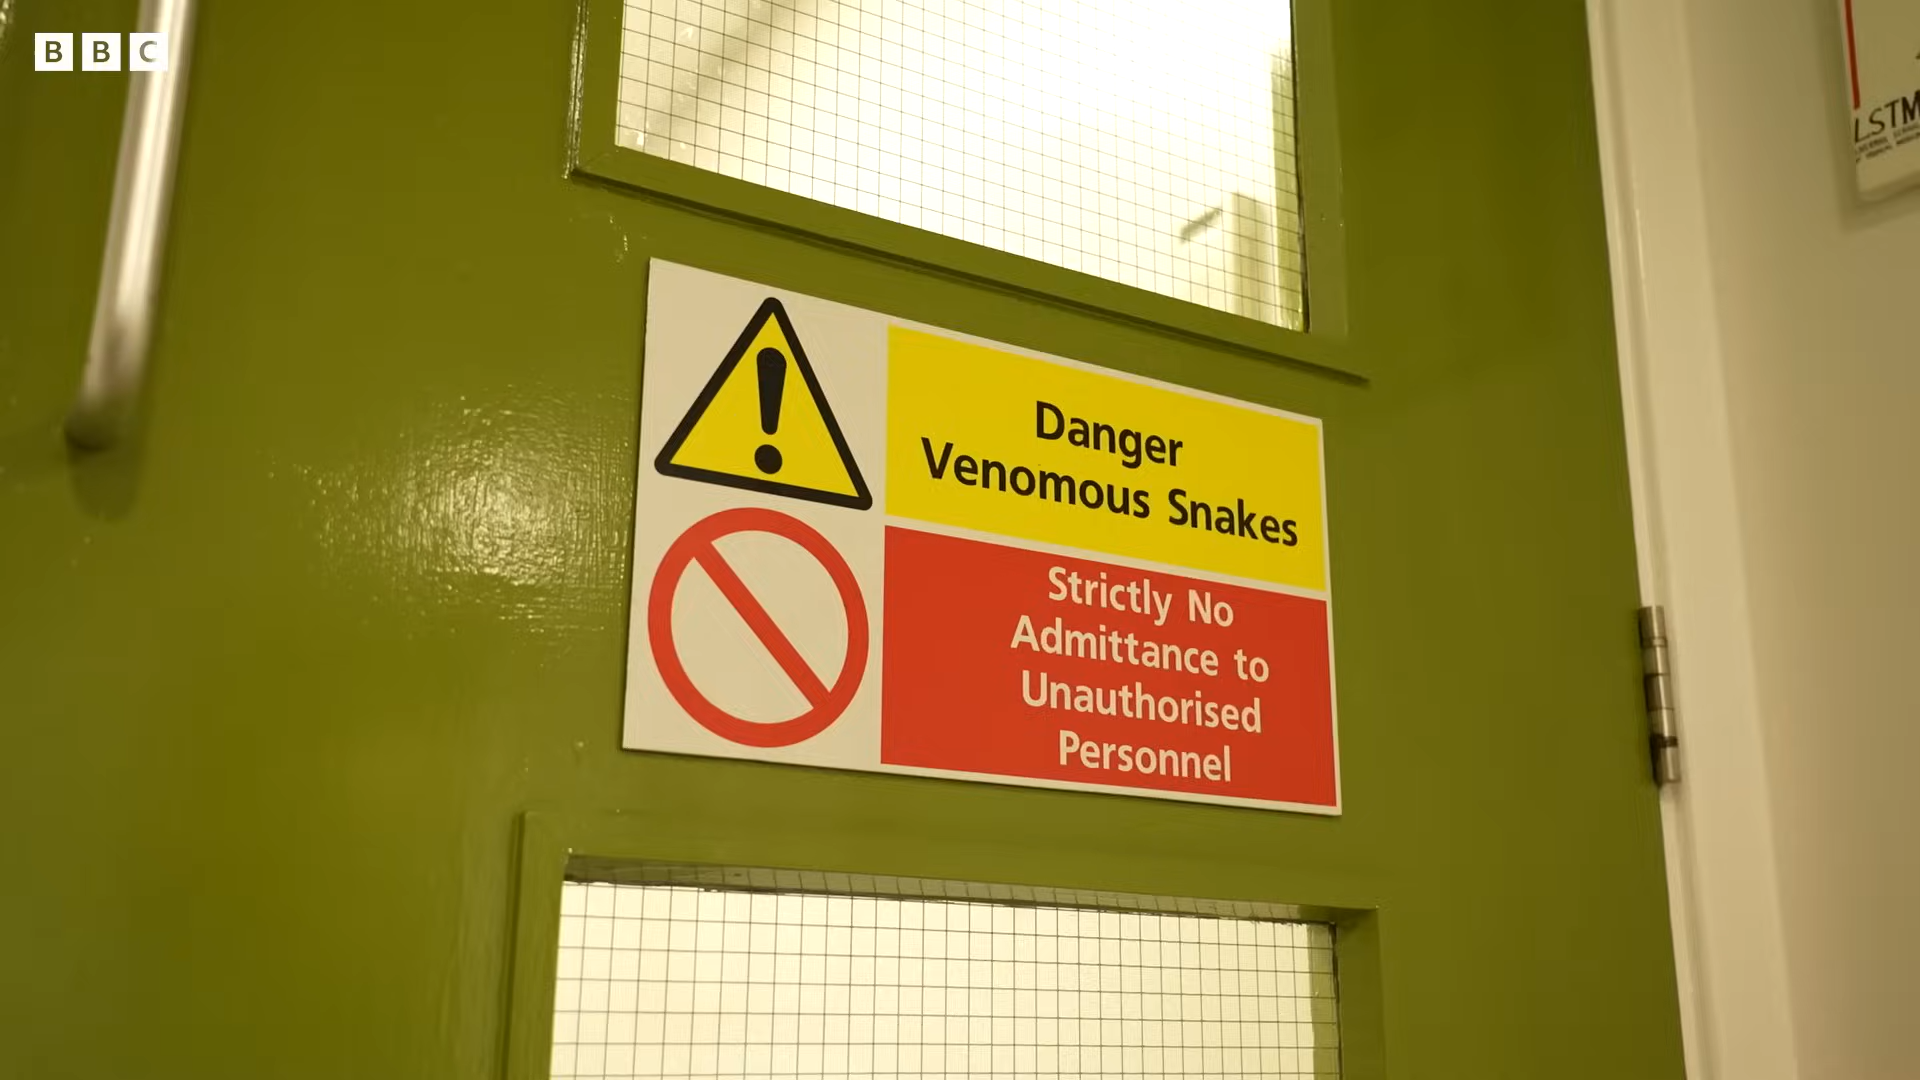 BBC
LSTM
Danger
Venomous Snakes
Strictly No
Admittance to
Unauthorised
Personnel